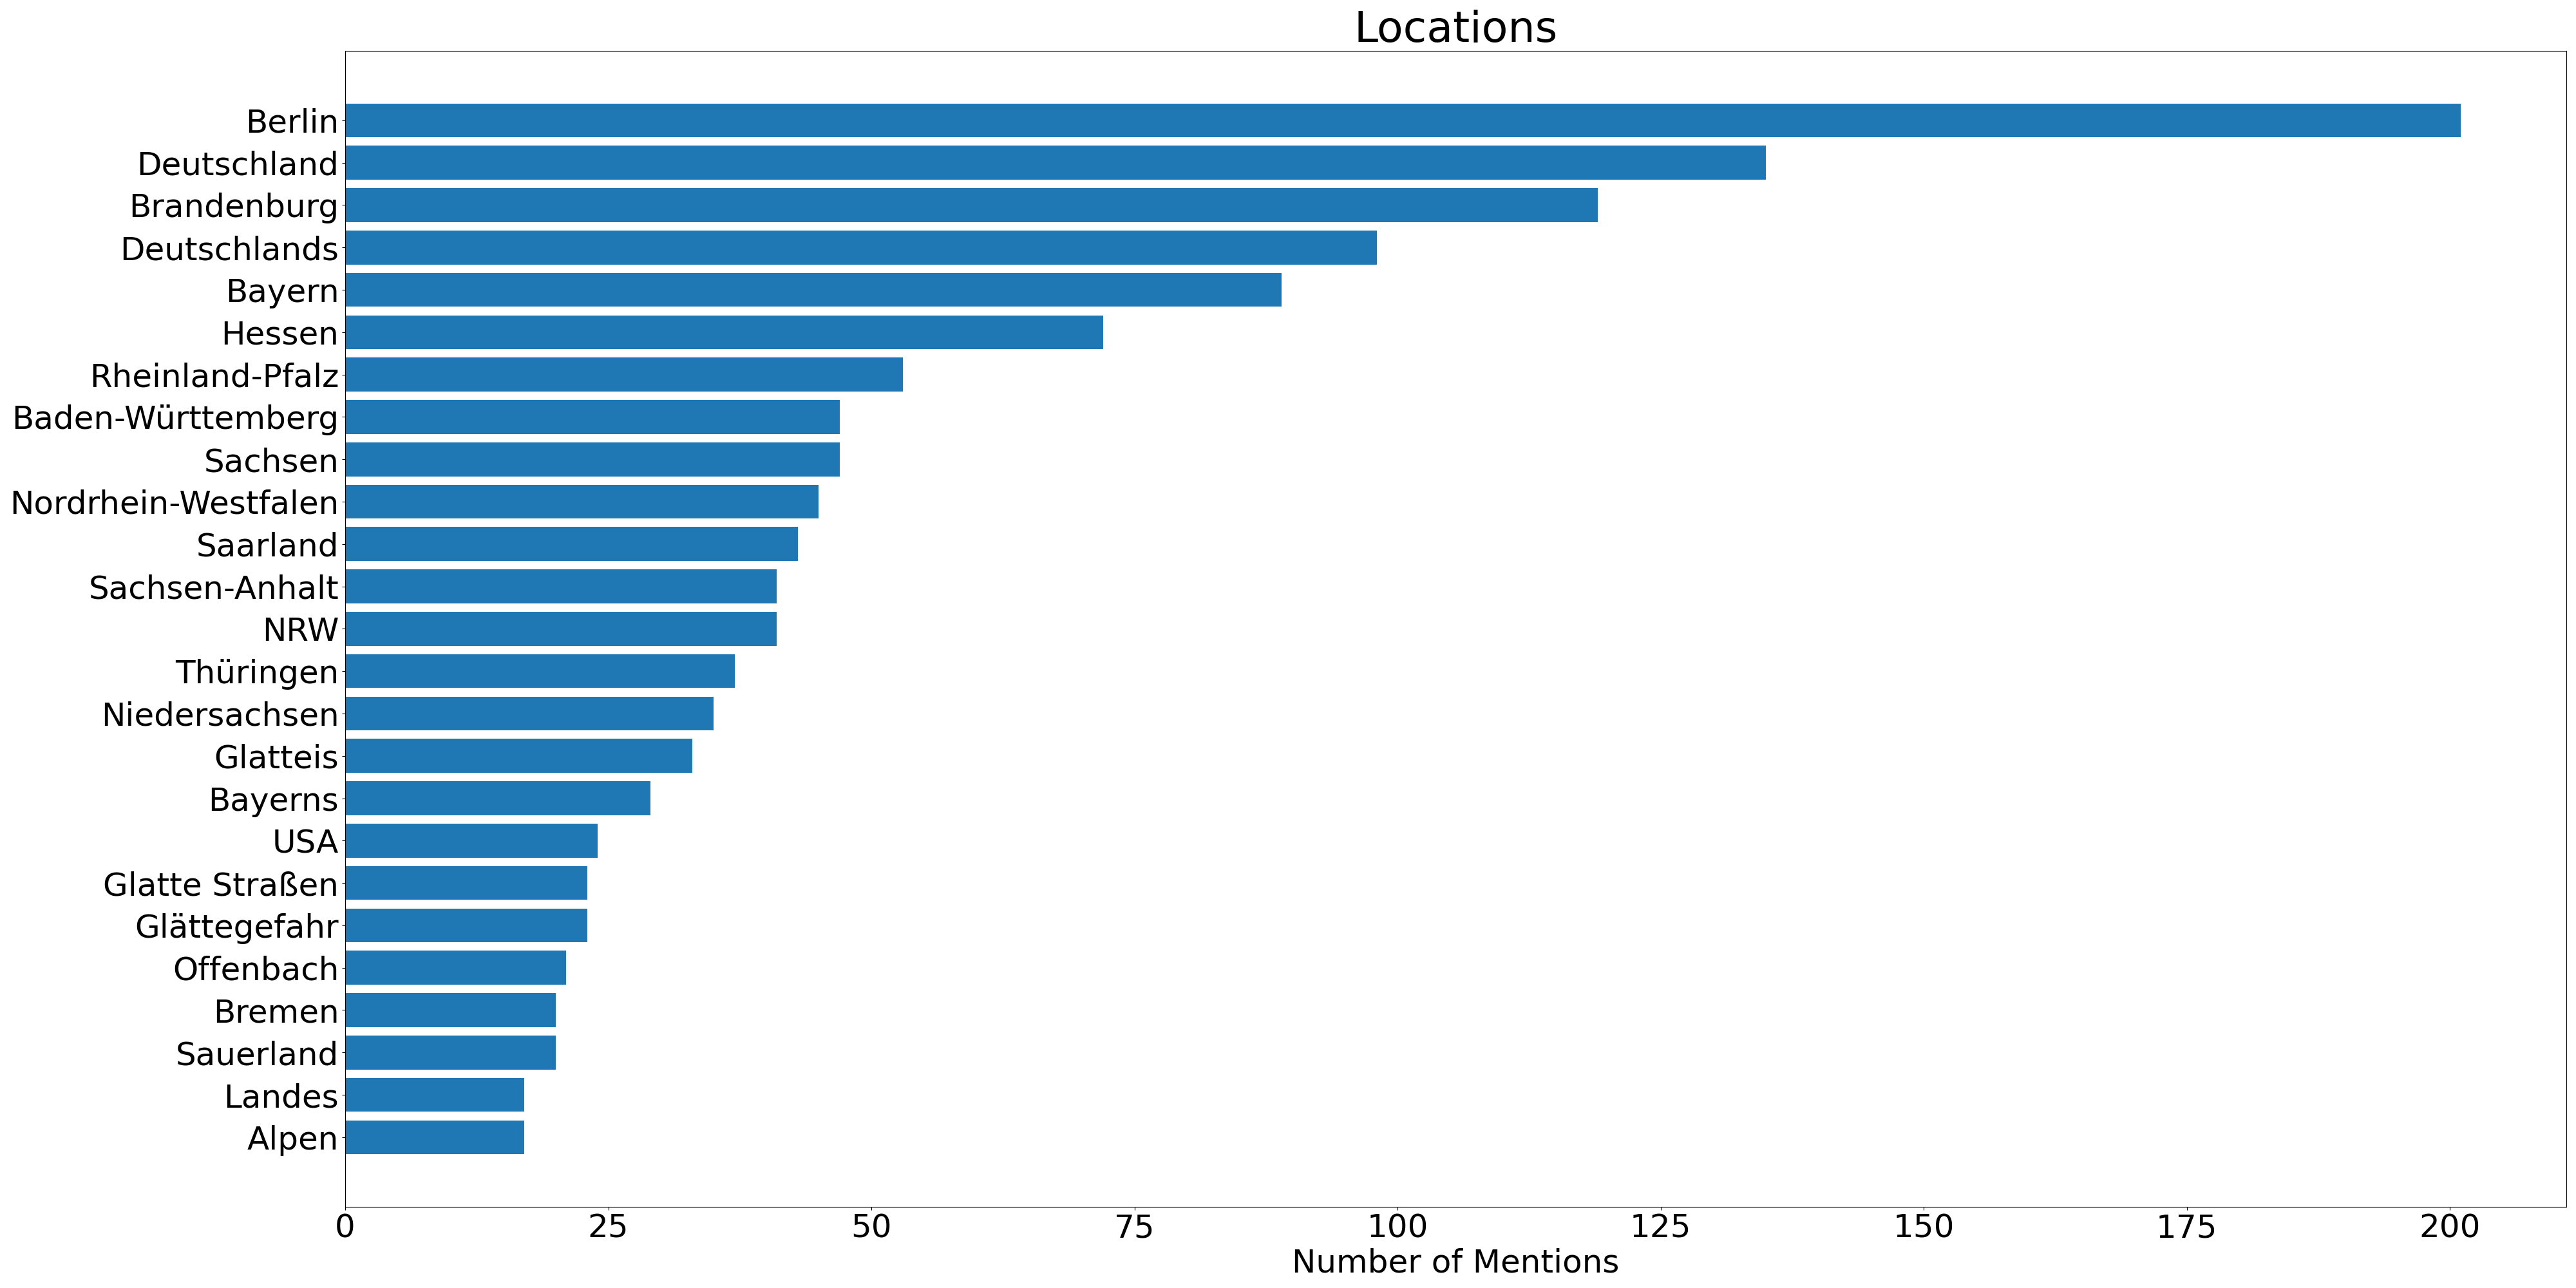 Locations
Berlin
Deutschland
Brandenburg
Deutschlands
Bayern
Hessen
Rheinland-Pfalz
Baden-Württemberg
Sachsen
Nordrhein-Westfalen
Saarland
Sachsen-Anhalt
NRW
Thüringen
Niedersachsen
Glatteis
Bayerns
USA
Glatte Straßen
Glättegefahr
Offenbach
Bremen
Sauerland
Landes
Alpen
0 25 50 75 100 125 150 175 200
Number of Mentions